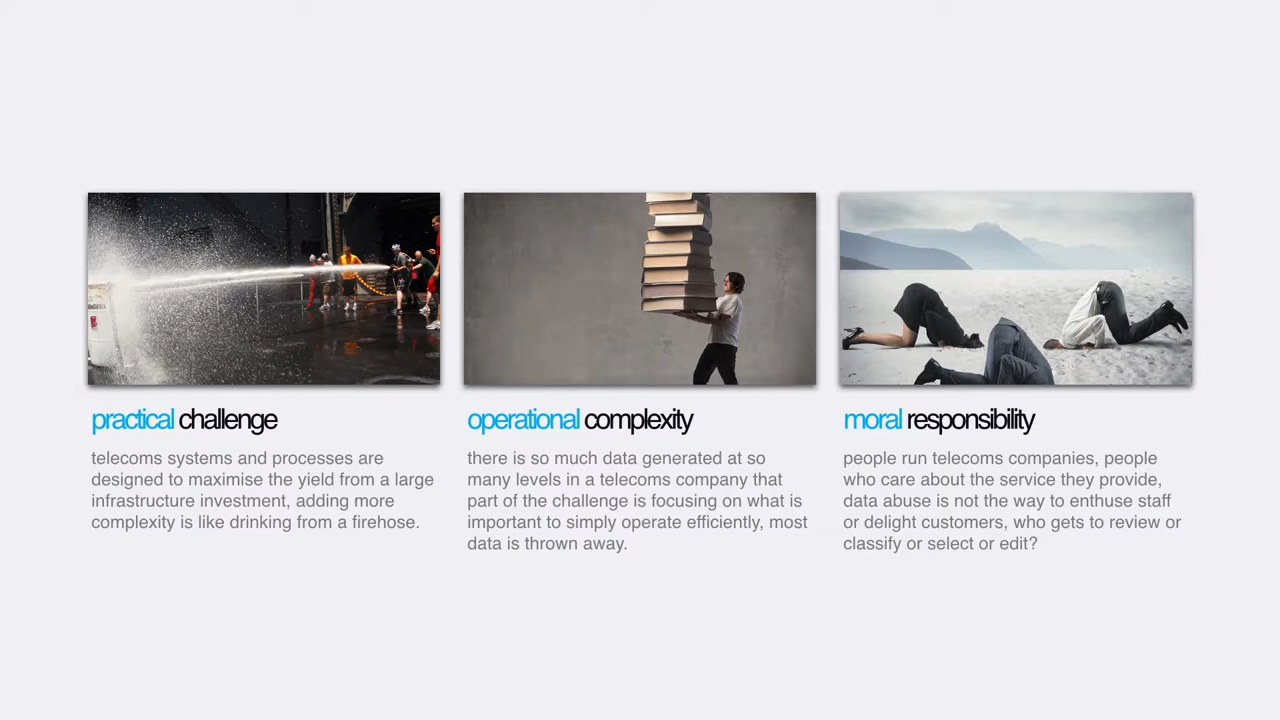 practical challenge
telecoms systems and processes are
designed to maximise the yield from a large
infrastructure investment, adding more
complexity is like drinking from a firehose.
operational complexity
there is so much data generated at so
many levels in a telecoms company that
part of the challenge is focusing on what is
important to simply operate efficiently, most
data is thrown away.
moral responsibility
people run telecoms companies, people
who care about the service they provide,
data abuse is not the way to enthuse staff
or delight customers, who gets to review or
classify or select or edit?